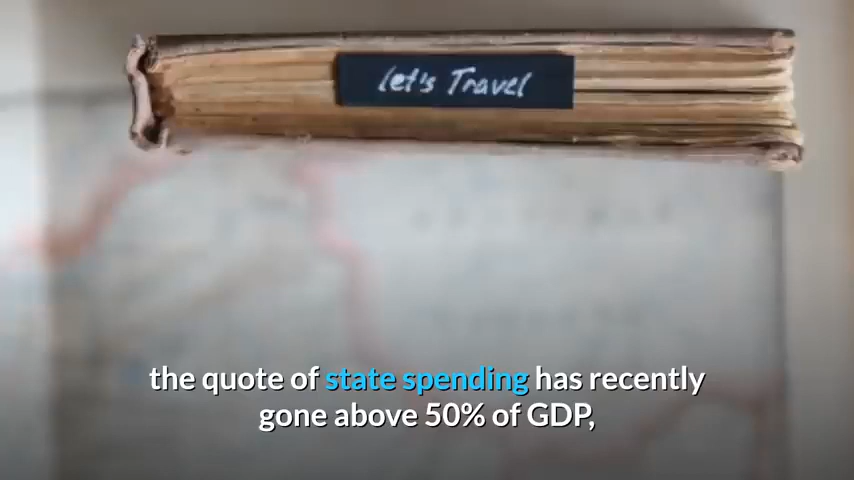 let's Travel
the quote of state spending has recently
gone above 50% of GDP,